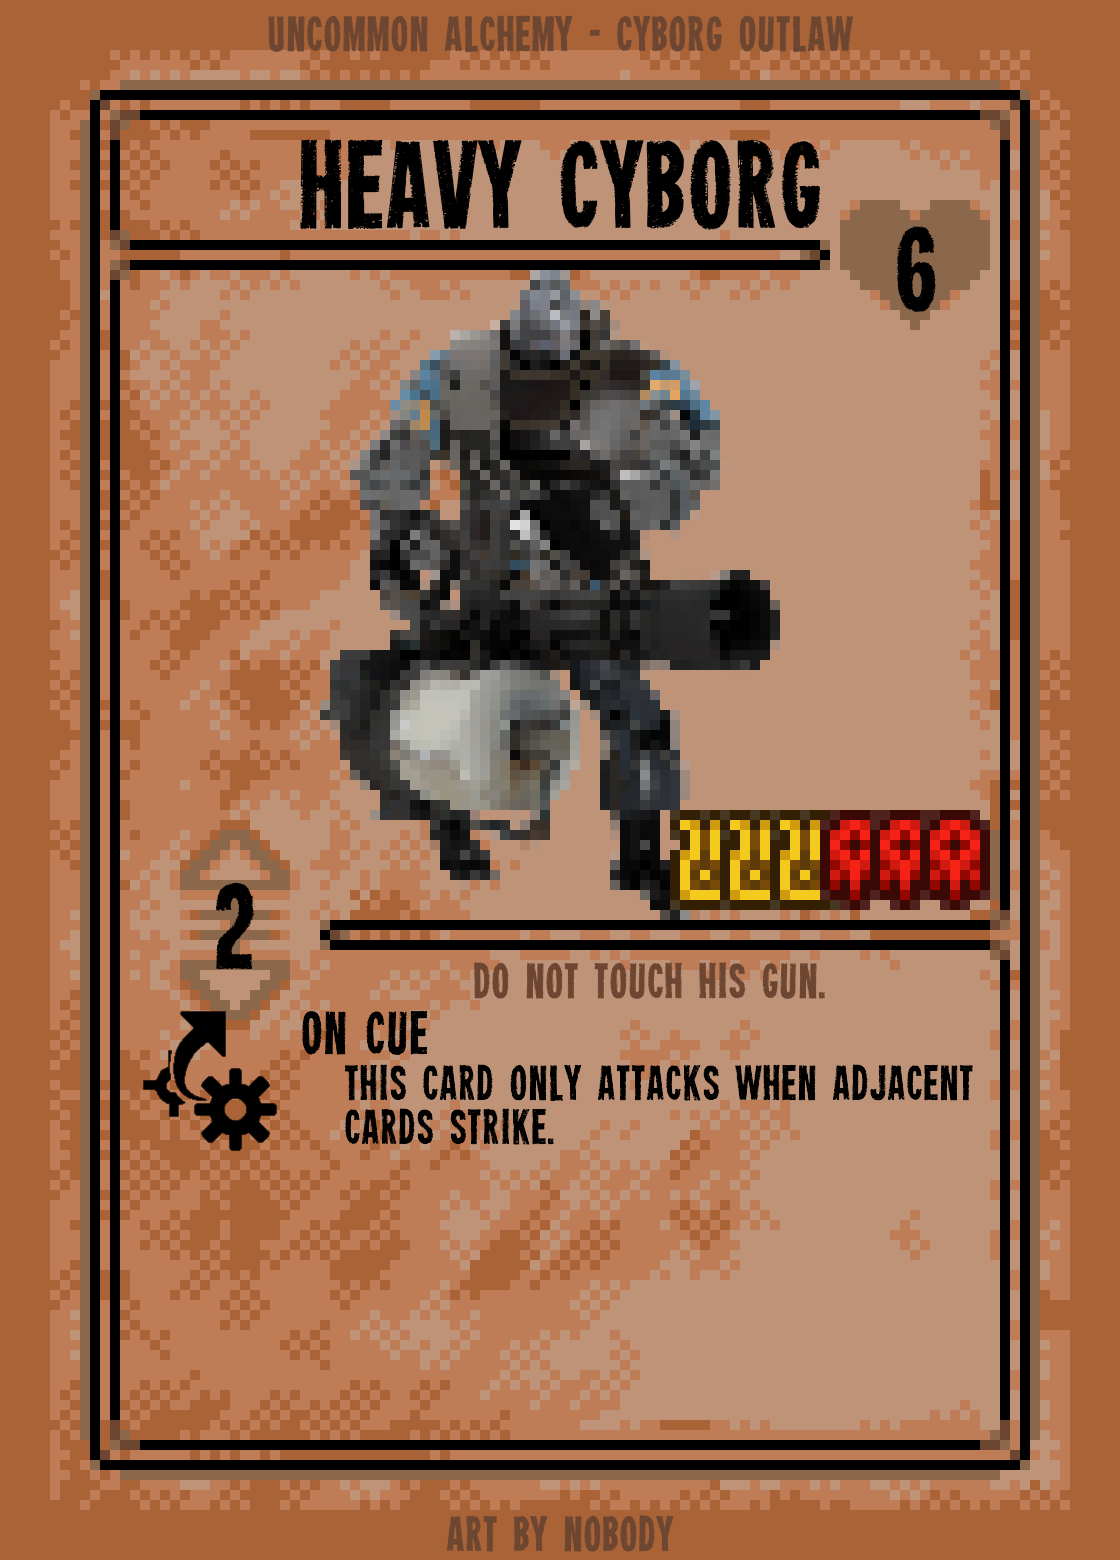 UNCOMMON ALCHEMY - CYBORG OUTLAW
HEAVY CYBORG
6
2
DO NOT TOUCH HIS GUN.
ON CUE
THIS CARD ONLY ATTACKS WHEN ADJACENT
CARDS STRIKE.
ART BY NOBODY